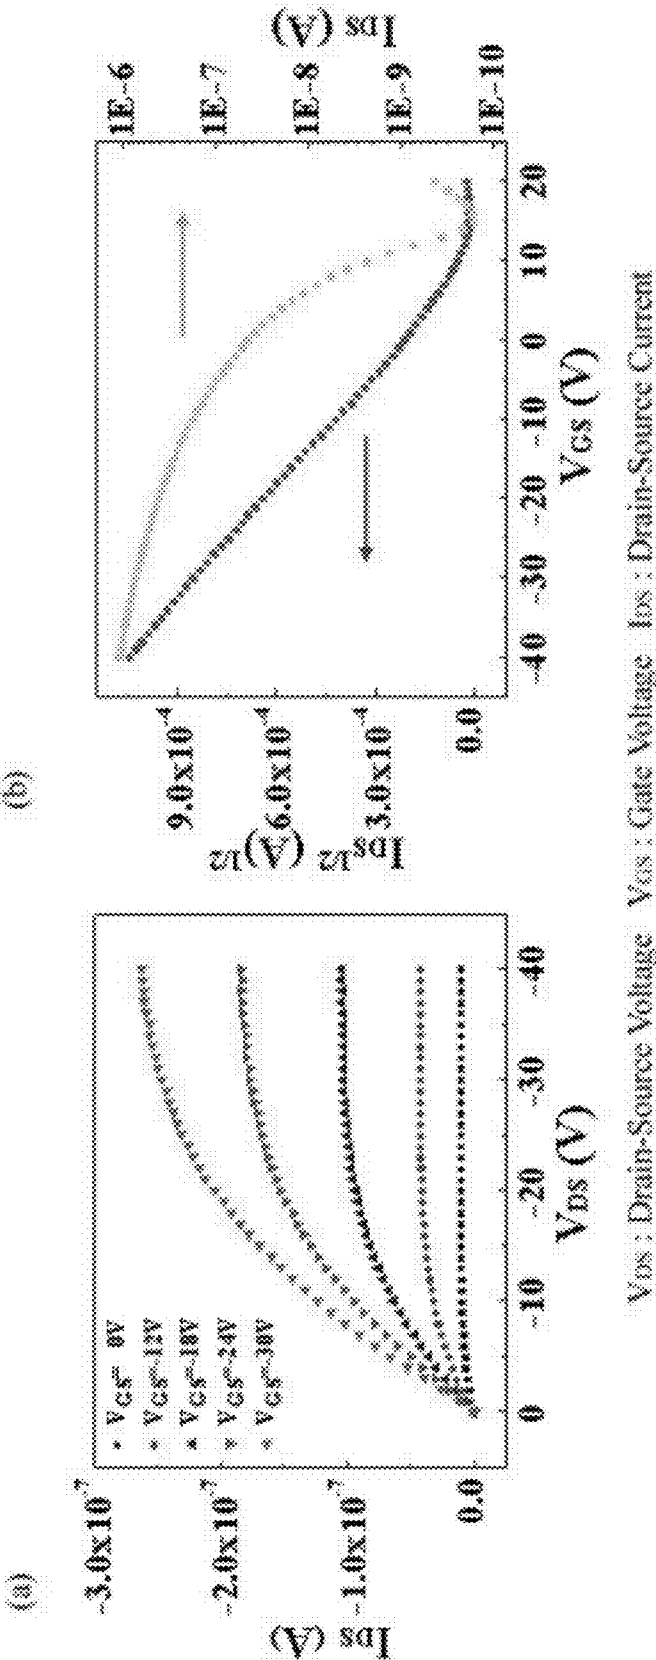 (a)
IDS (A)
-3.0x10⁻⁷
-2.0x10⁻⁷
-1.0x10⁻⁷
0.0
VGS= 0V
VGS=-12V
VGS=-18V
VGS=-24V
VGS=-30V
0 -10 -20 -30 -40
VDS (V)
(b)
IDS^1/2 (A)^1/2
9.0x10⁻⁴
6.0x10⁻⁴
3.0x10⁻⁴
0.0
-40 -30 -20 -10 0 10 20
VGS (V)
1E-6
1E-7
1E-8
1E-9
1E-10
IDS (A)
VDS : Drain-Source Voltage VGS : Gate Voltage IDS : Drain-Source Current